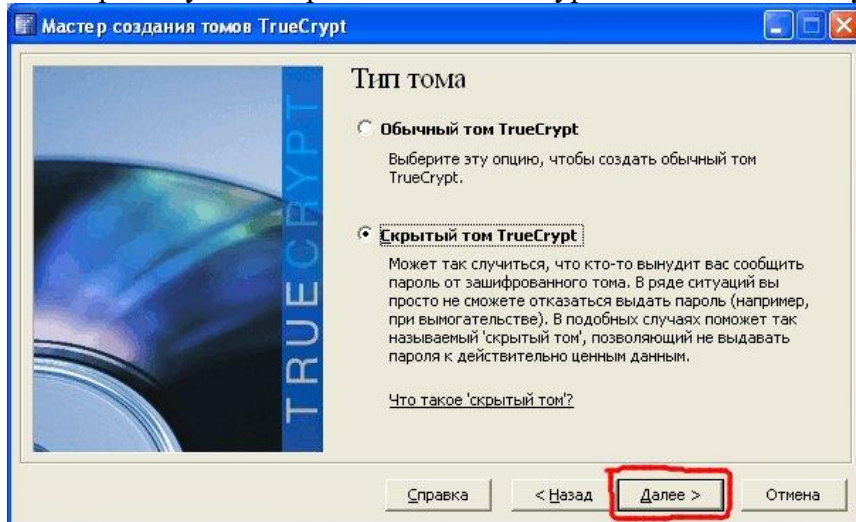 Мастер создания томов TrueCrypt
TRUECRYPT
Тип тома
Обычный том TrueCrypt
Выберите эту опцию, чтобы создать обычный том
TrueCrypt.
Скрытый том TrueCrypt
Может так случиться, что кто-то вынудит вас сообщить
пароль от зашифрованного тома. В ряде ситуаций вы
просто не сможете отказаться выдать пароль (например,
при вымогательстве). В подобных случаях поможет так
называемый 'скрытый том', позволяющий не выдавать
пароля к действительно ценным данным.
Что такое 'скрытый том'?
Справка < Назад Далее > Отмена